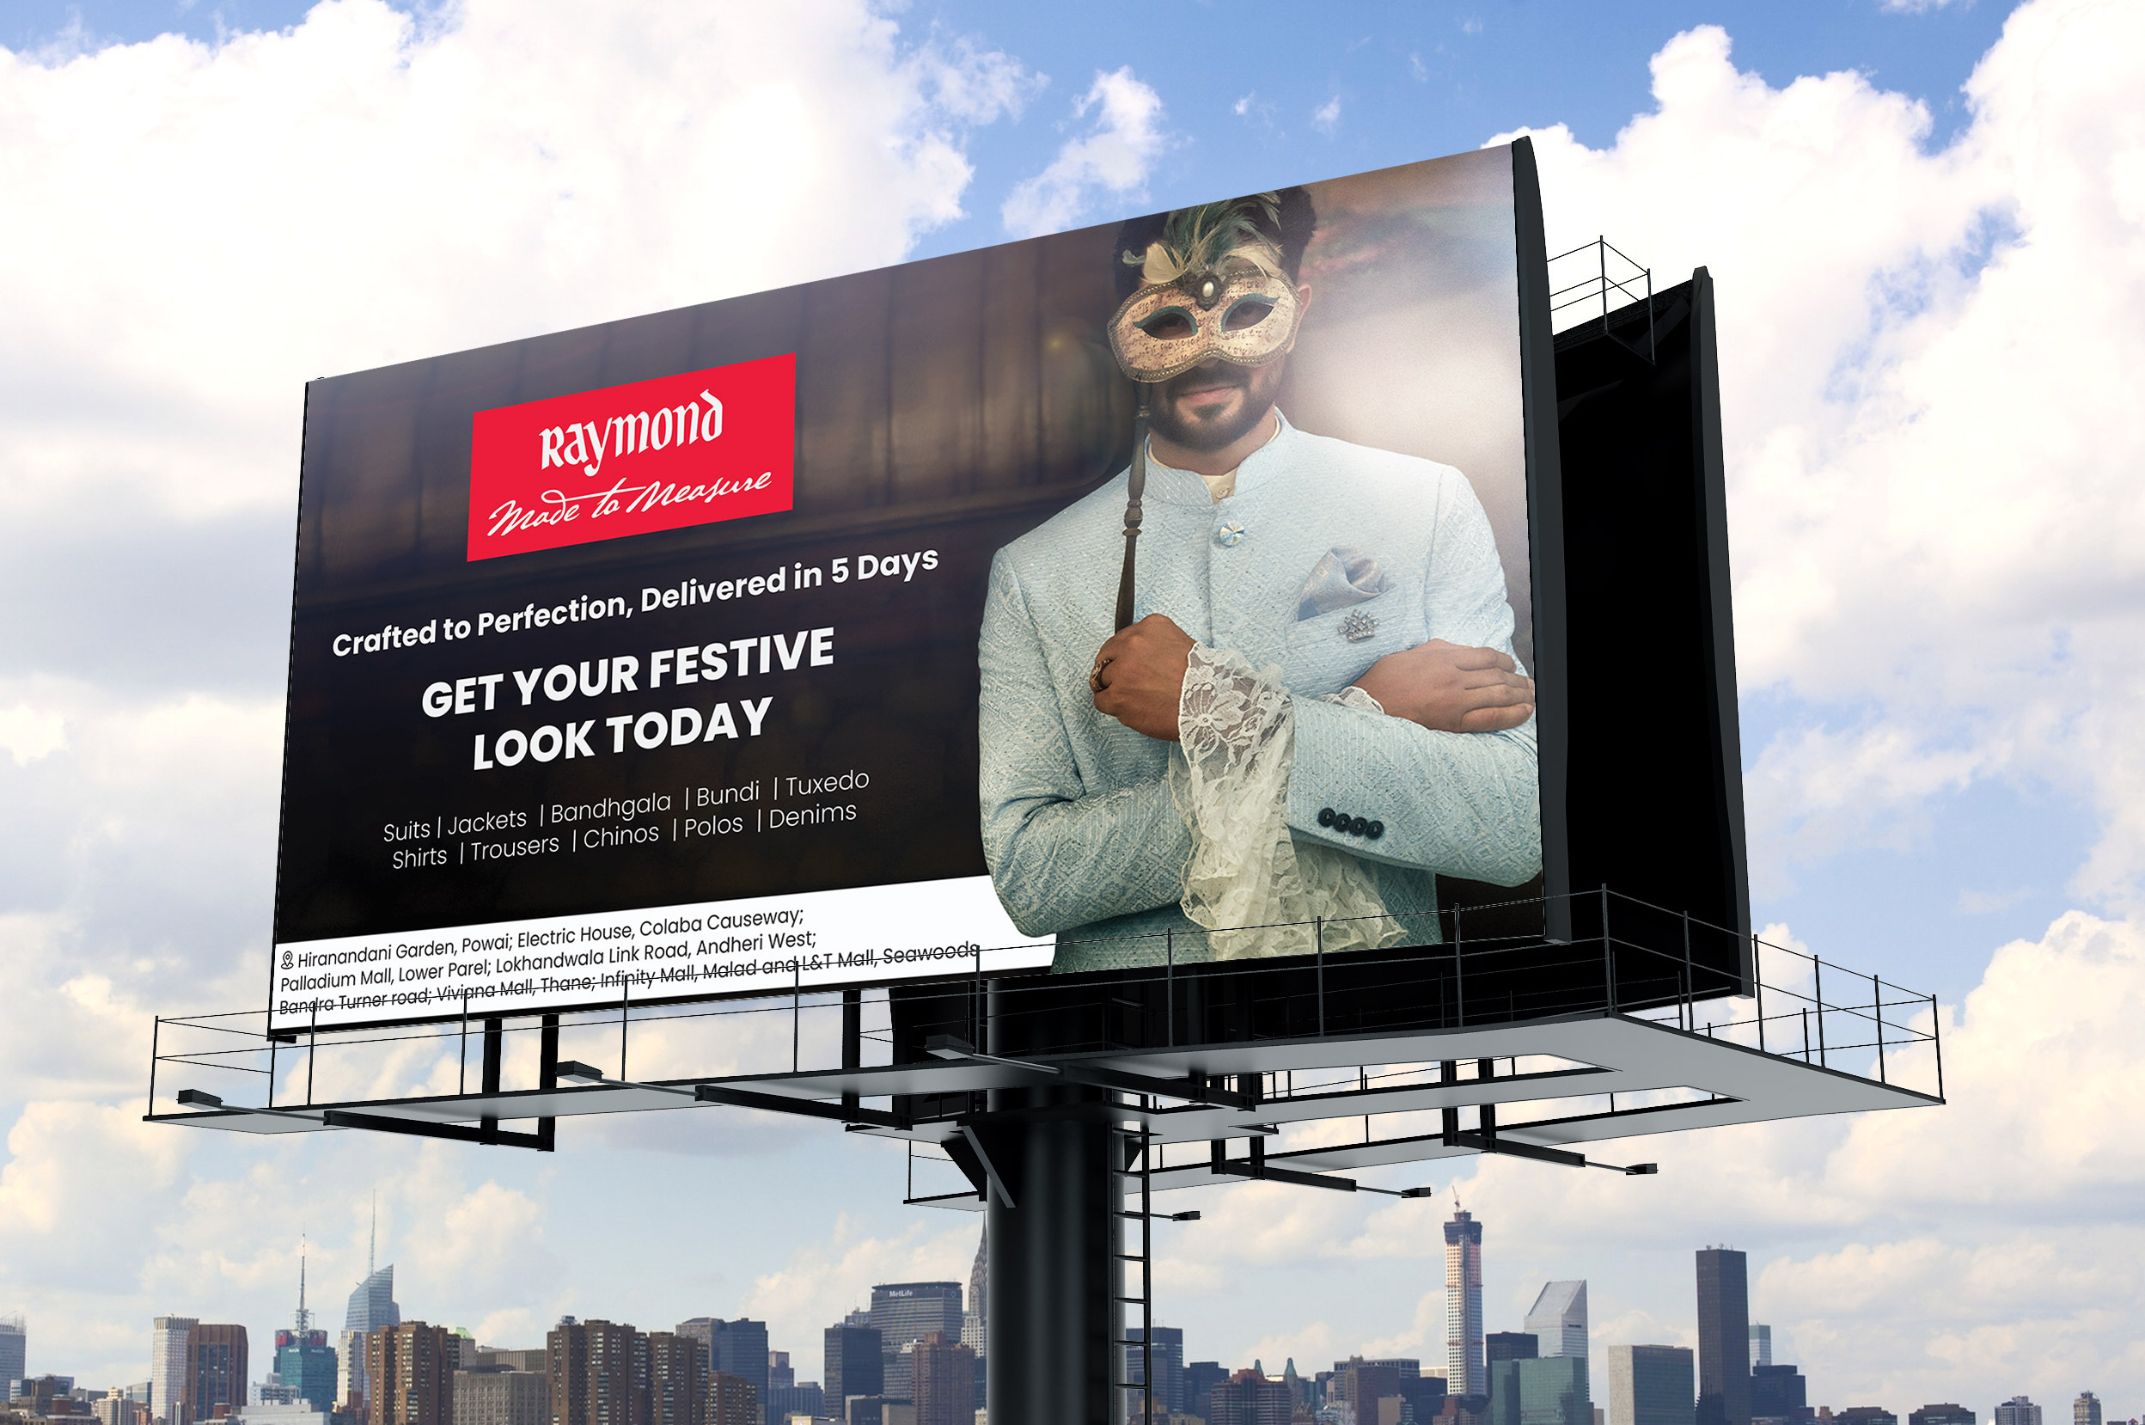 Raymond
Made to Measure
Crafted to Perfection, Delivered in 5 Days
GET YOUR FESTIVE
LOOK TODAY
Suits | Jackets | Bandhgala | Bundi | Tuxedo
Shirts | Trousers | Chinos | Polos | Denims
Hiranandani Garden, Powai; Electric House, Colaba Causeway;
Palladium Mall, Lower Parel; Lokhandwala Link Road, Andheri West;
Bandra Turner road; Viviana Mall, Thane; Infinity Mall, Malad and L&T Mall, Seawoods
MetLife